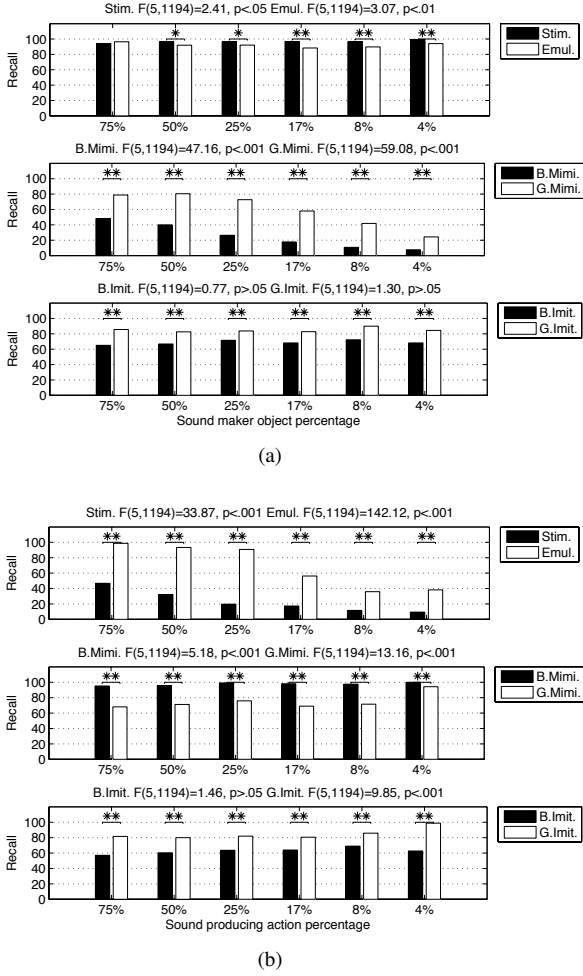 Stim. F(5,1194)=2.41, p<.05 Emul. F(5,1194)=3.07, p<.01
Recall
100
80
60
40
20
0
* * ** ** **
75% 50% 25% 17% 8% 4%
Stim.
Emul.
B.Mimi. F(5,1194)=47.16, p<.001 G.Mimi. F(5,1194)=59.08, p<.001
Recall
100
80
60
40
20
0
** ** ** ** ** **
75% 50% 25% 17% 8% 4%
B.Mimi.
G.Mimi.
B.Imit. F(5,1194)=0.77, p>.05 G.Imit. F(5,1194)=1.30, p>.05
Recall
100
80
60
40
20
0
** ** ** ** ** **
75% 50% 25% 17% 8% 4%
B.Imit.
G.Imit.
Sound maker object percentage
(a)
Stim. F(5,1194)=33.87, p<.001 Emul. F(5,1194)=142.12, p<.001
Recall
100
80
60
40
20
0
** ** ** ** ** **
75% 50% 25% 17% 8% 4%
Stim.
Emul.
B.Mimi. F(5,1194)=5.18, p<.001 G.Mimi. F(5,1194)=13.16, p<.001
Recall
100
80
60
40
20
0
** ** ** ** ** **
75% 50% 25% 17% 8% 4%
B.Mimi.
G.Mimi.
B.Imit. F(5,1194)=1.46, p>.05 G.Imit. F(5,1194)=9.85, p<.001
Recall
100
80
60
40
20
0
** ** ** ** ** **
75% 50% 25% 17% 8% 4%
B.Imit.
G.Imit.
Sound producing action percentage
(b)